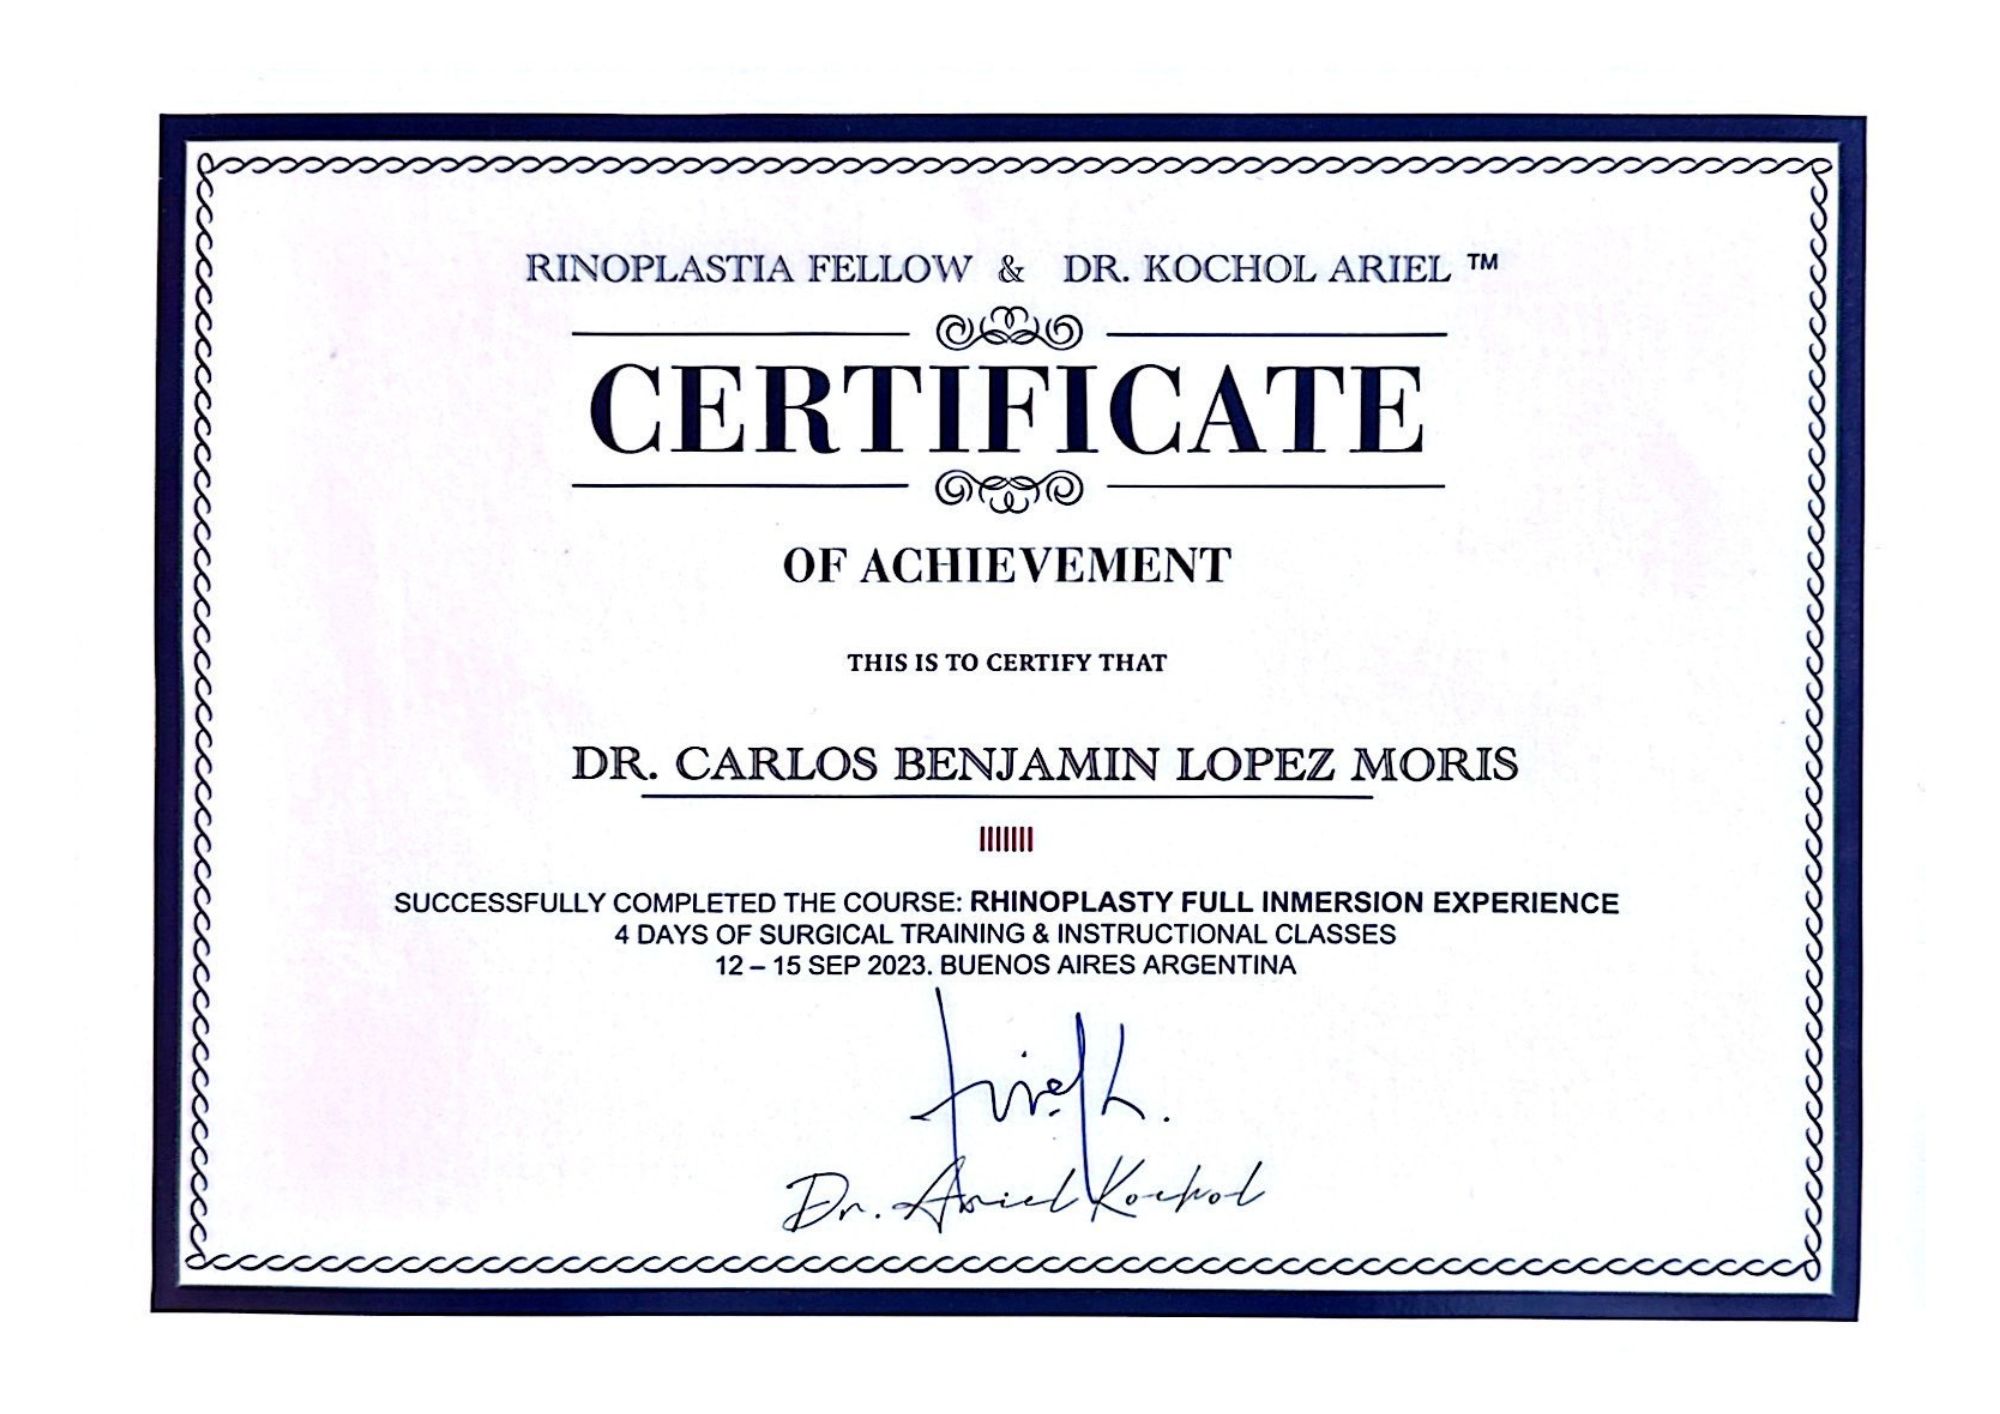 RINOPLASTIA FELLOW & DR. KOCHOL ARIEL ™
CERTIFICATE
OF ACHIEVEMENT
THIS IS TO CERTIFY THAT
DR. CARLOS BENJAMIN LOPEZ MORIS
SUCCESSFULLY COMPLETED THE COURSE: RHINOPLASTY FULL INMERSION EXPERIENCE
4 DAYS OF SURGICAL TRAINING & INSTRUCTIONAL CLASSES
12 – 15 SEP 2023. BUENOS AIRES ARGENTINA
Ariel K.
Dr. Ariel Kochol